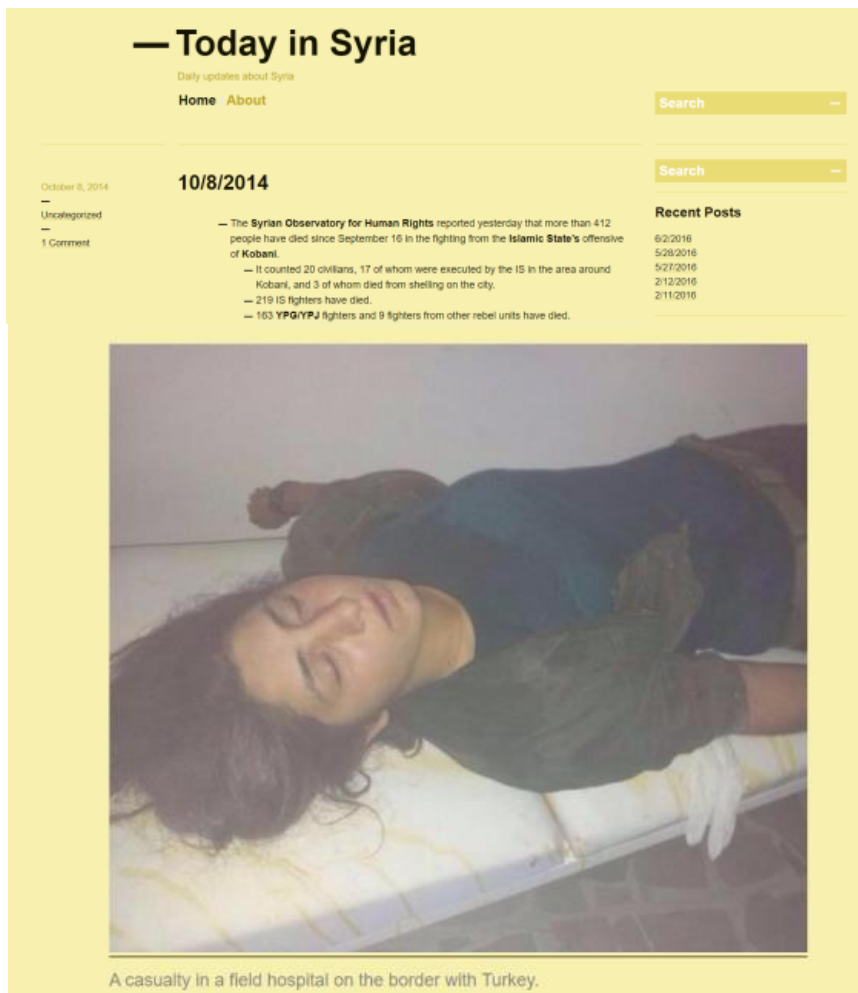 — Today in Syria
Daily updates about Syria
Home About
Search —
October 8, 2014
—
Uncategorized
—
1 Comment
10/8/2014
— The Syrian Observatory for Human Rights reported yesterday that more than 412
people have died since September 16 in the fighting from the Islamic State's offensive
of Kobani.
— It counted 20 civilians, 17 of whom were executed by the IS in the area around
Kobani, and 3 of whom died from shelling on the city.
— 219 IS fighters have died.
— 163 YPG/YPJ fighters and 9 fighters from other rebel units have died.
Search —
Recent Posts
6/2/2016
5/28/2016
5/27/2016
2/12/2016
2/11/2016
A casualty in a field hospital on the border with Turkey.